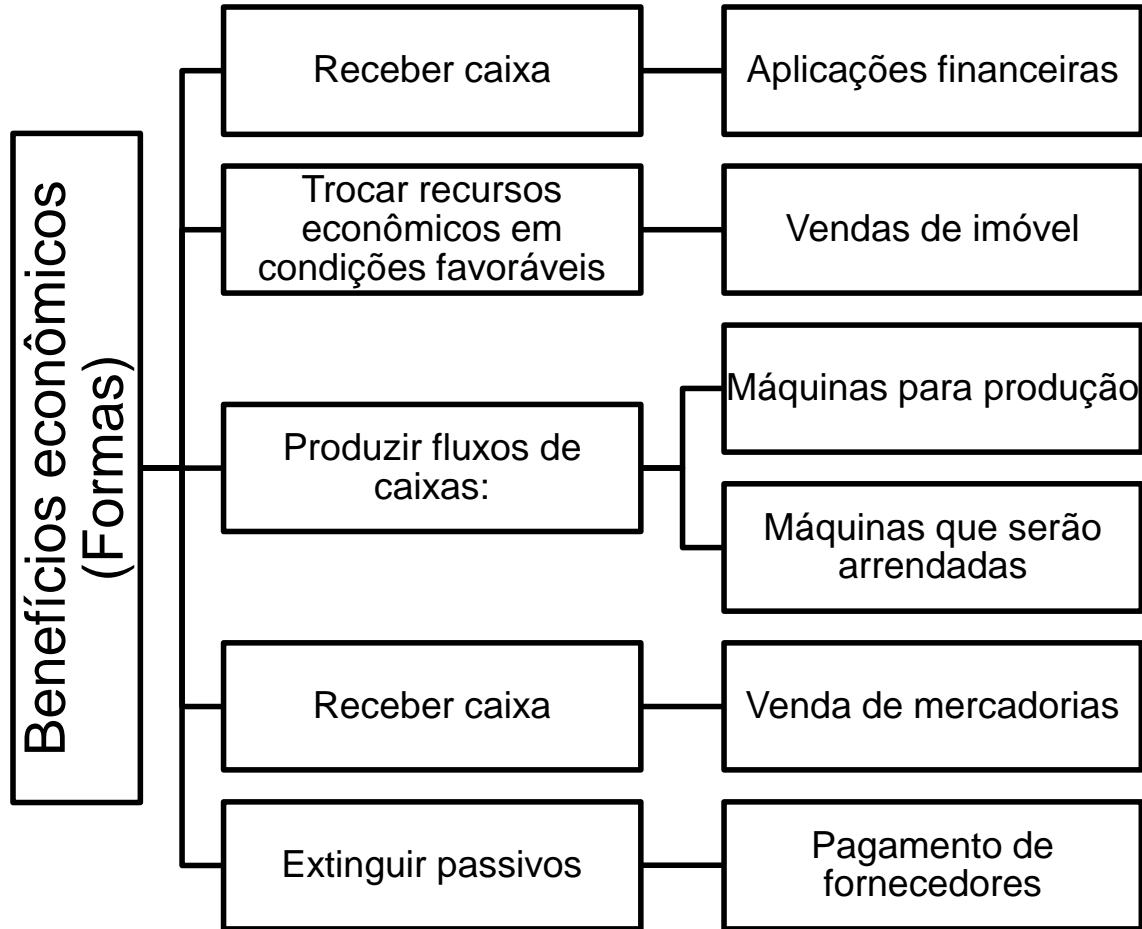 Benefícios econômicos
(Formas)
Receber caixa
Aplicações financeiras
Trocar recursos
econômicos em
condições favoráveis
Vendas de imóvel
Produzir fluxos de
caixas:
Máquinas para produção
Máquinas que serão
arrendadas
Receber caixa
Venda de mercadorias
Extinguir passivos
Pagamento de
fornecedores